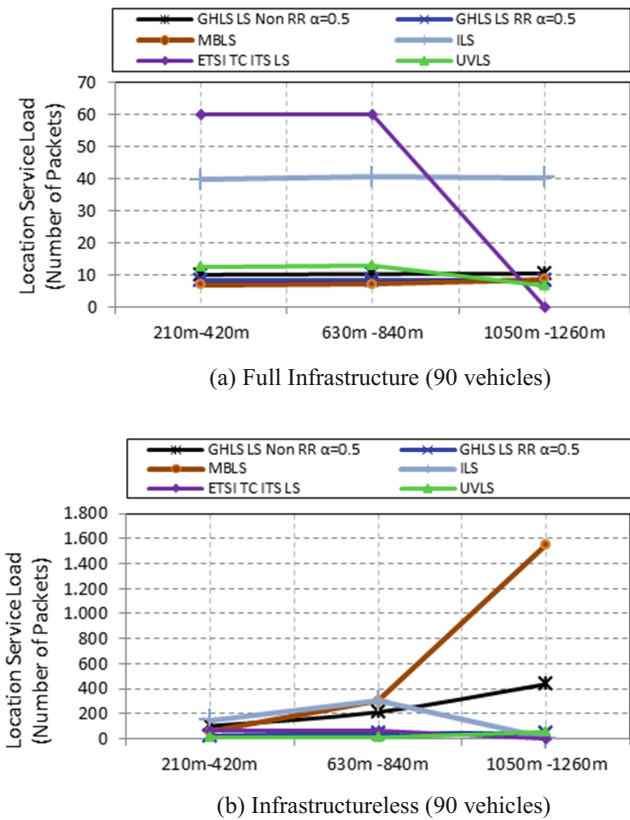 GHLS LS Non RR α=0.5 GHLS LS RR α=0.5
MBLS ILS
ETSI TC ITS LS UVLS
Location Service Load
(Number of Packets)
70
60
50
40
30
20
10
0
210m-420m 630m -840m 1050m -1260m
(a) Full Infrastructure (90 vehicles)
GHLS LS Non RR α=0.5 GHLS LS RR α=0.5
MBLS ILS
ETSI TC ITS LS UVLS
Location Service Load
(Number of Packets)
1.800
1.600
1.400
1.200
1.000
800
600
400
200
0
210m-420m 630m -840m 1050m -1260m
(b) Infrastructureless (90 vehicles)